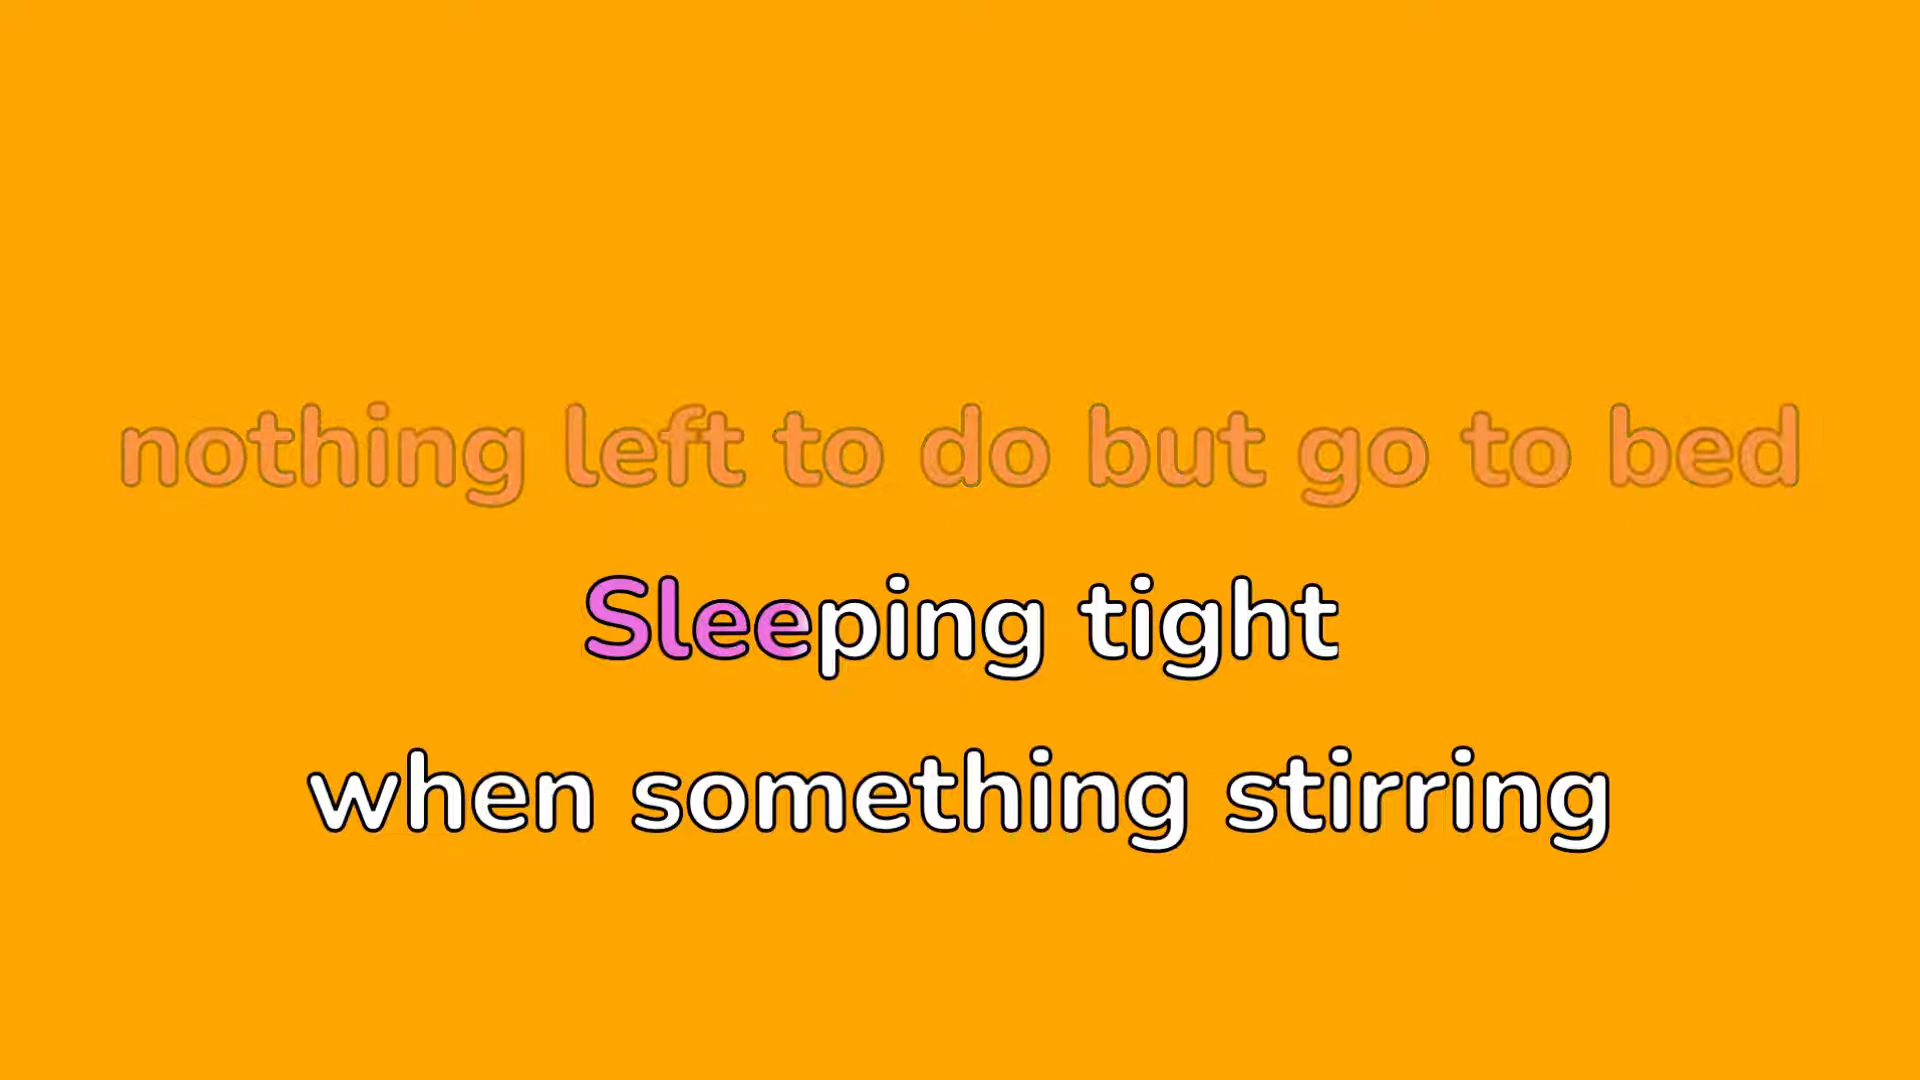 nothing left to do but go to bed
Sleeping tight
when something stirring